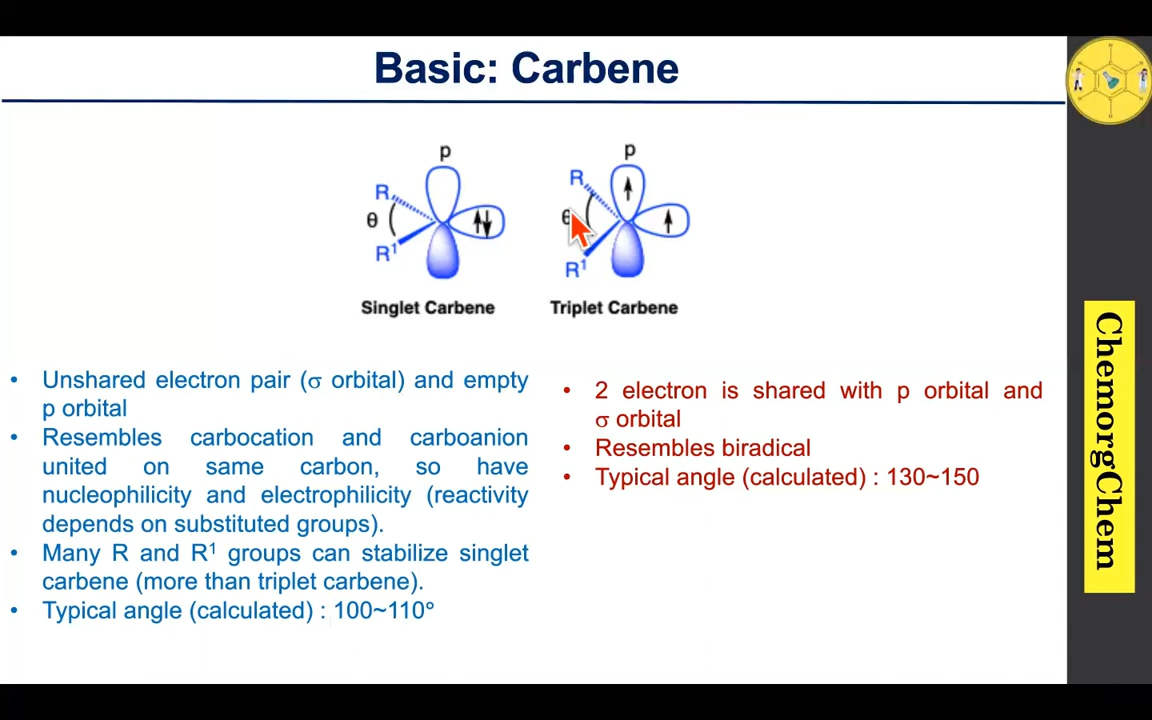 Basic: Carbene
p
R
θ
R¹
Singlet Carbene
p
R
θ
R¹
Triplet Carbene
• Unshared electron pair (σ orbital) and empty
p orbital
• Resembles carbocation and carboanion
united on same carbon, so have
nucleophilicity and electrophilicity (reactivity
depends on substituted groups).
• Many R and R¹ groups can stabilize singlet
carbene (more than triplet carbene).
• Typical angle (calculated) : 100~110°
• 2 electron is shared with p orbital and
σ orbital
• Resembles biradical
• Typical angle (calculated) : 130~150
ChemorgChem